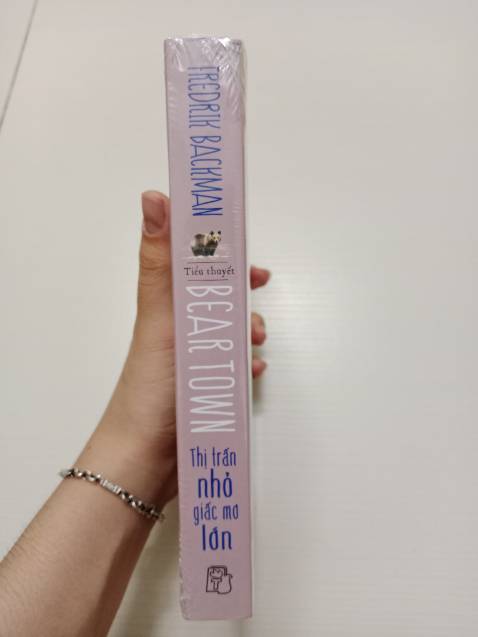 FREDRIK BACKMAN
Tiểu thuyết
BEAR TOWN
Thị trấn
nhỏ
giấc mơ
lớn